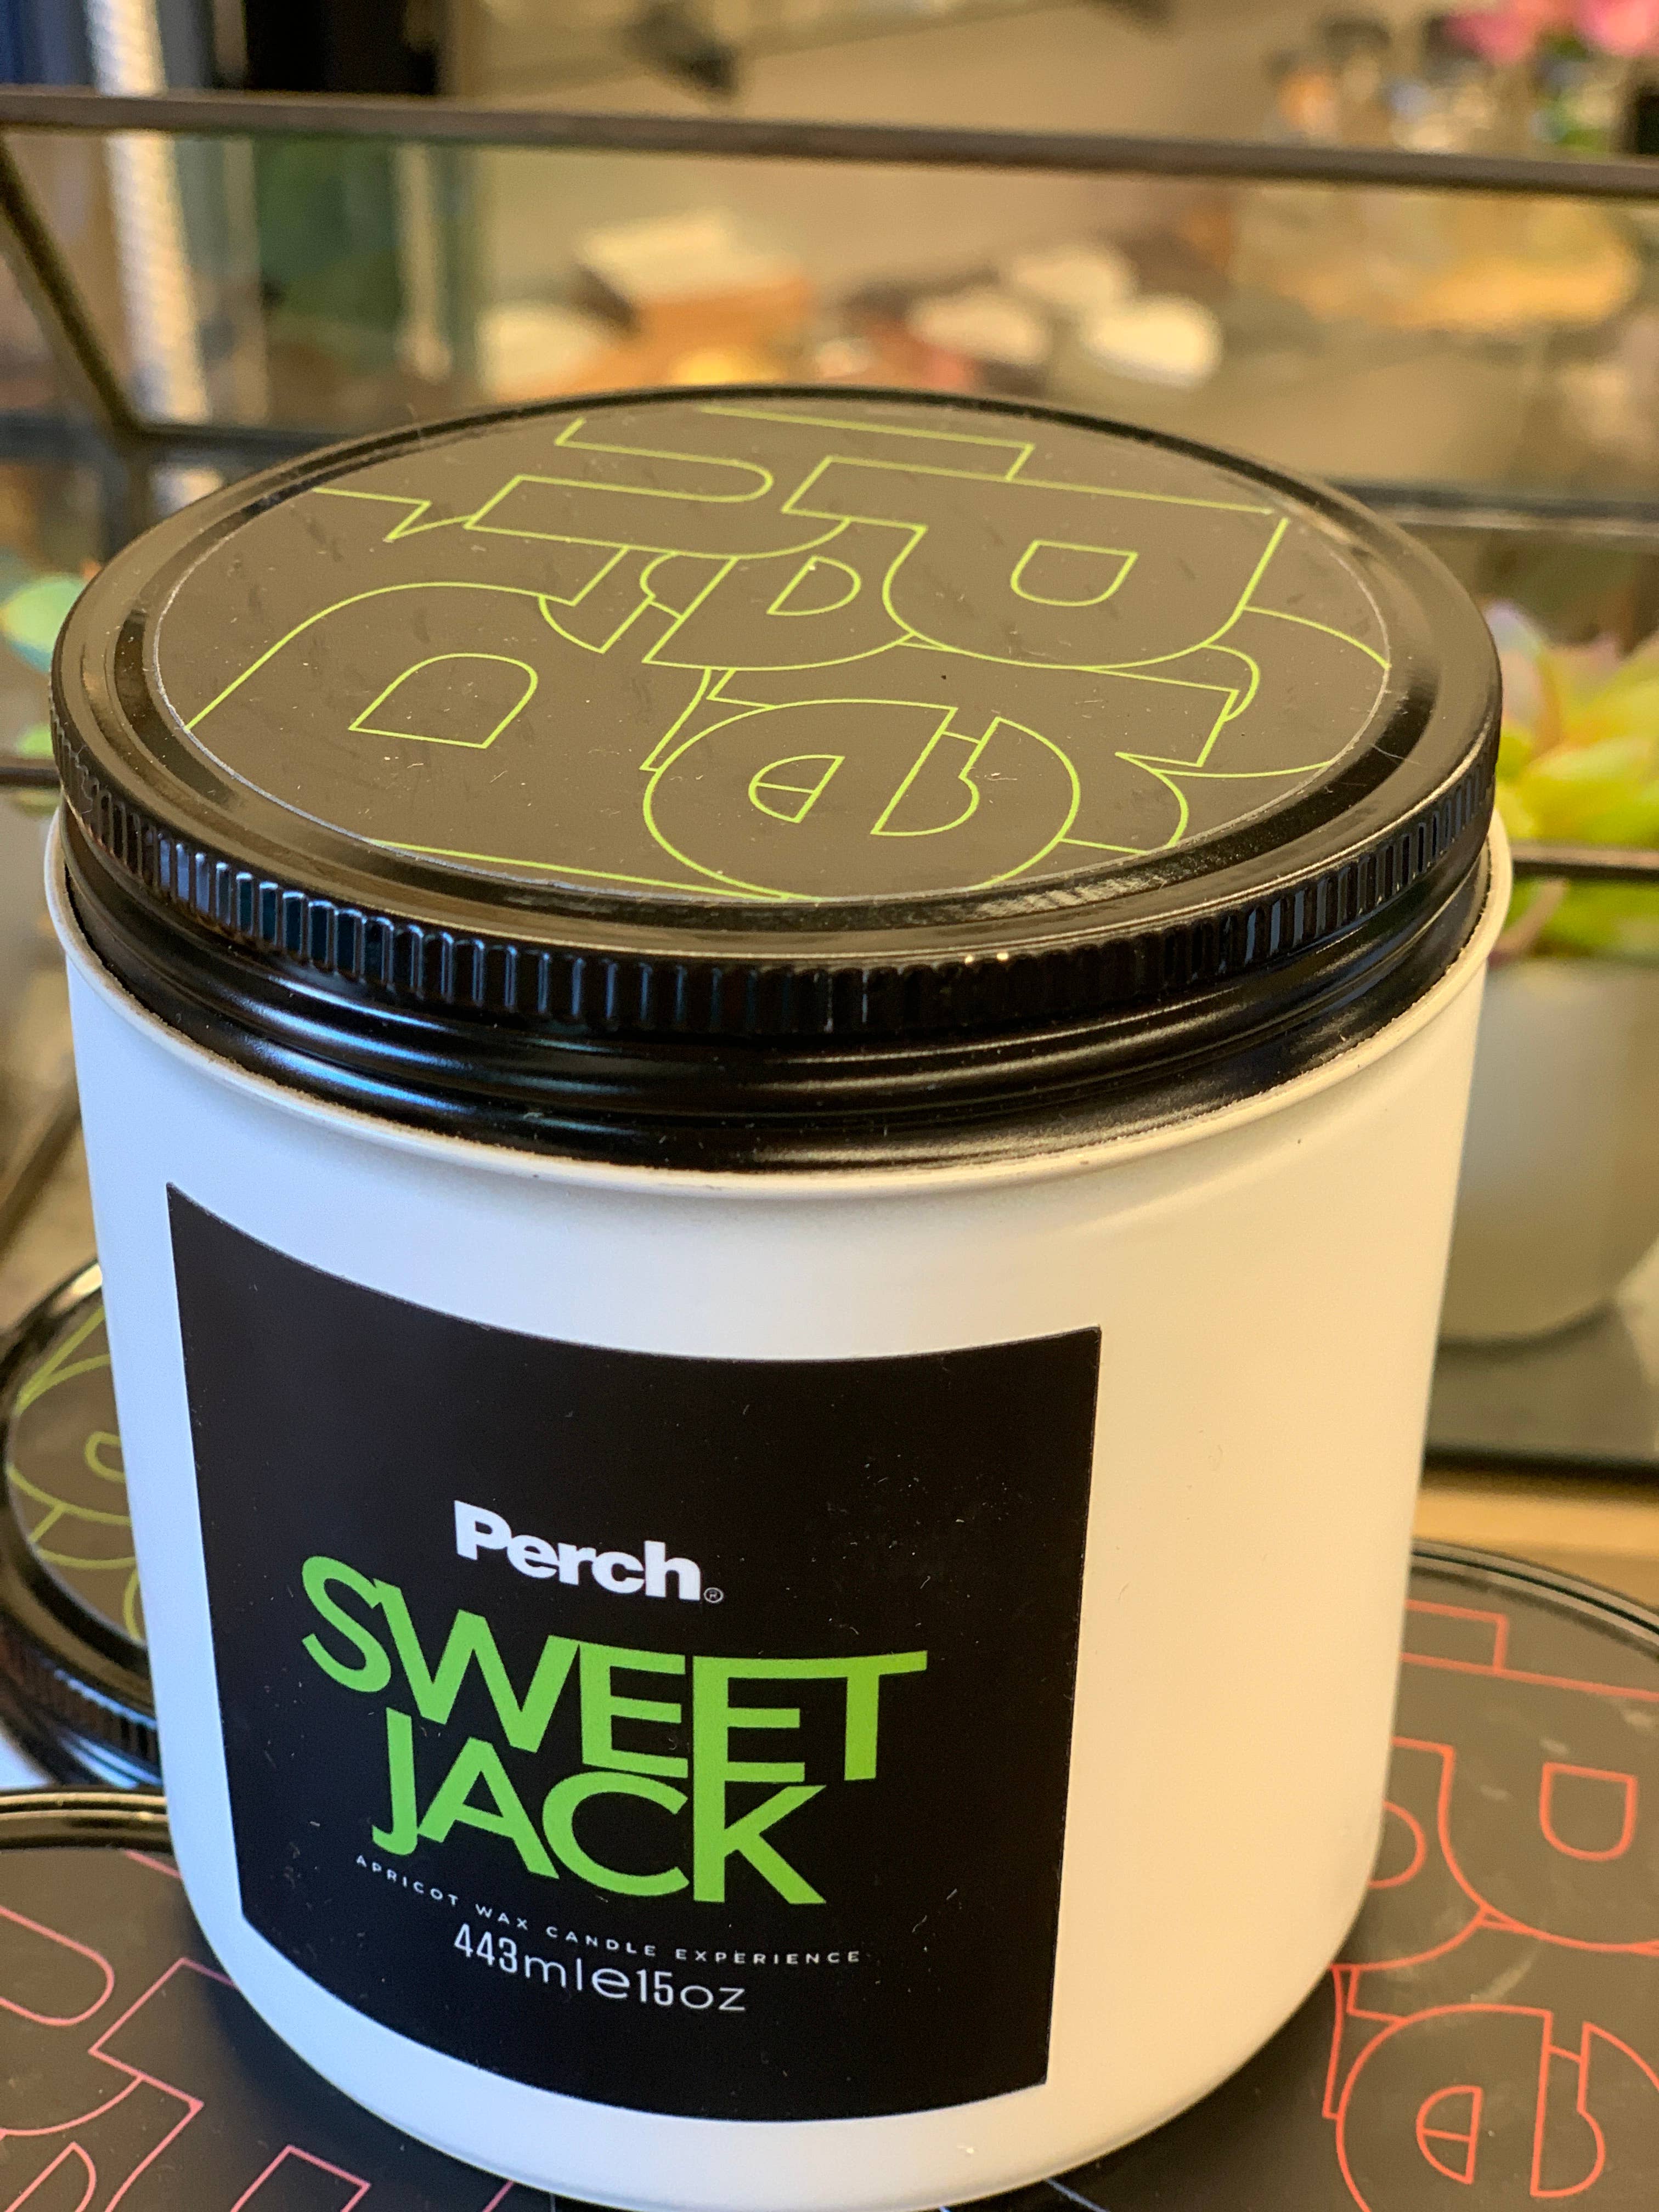 Perch®
SWEET
JACK
APRICOT WAX CANDLE EXPERIENCE
443ml℮15oz